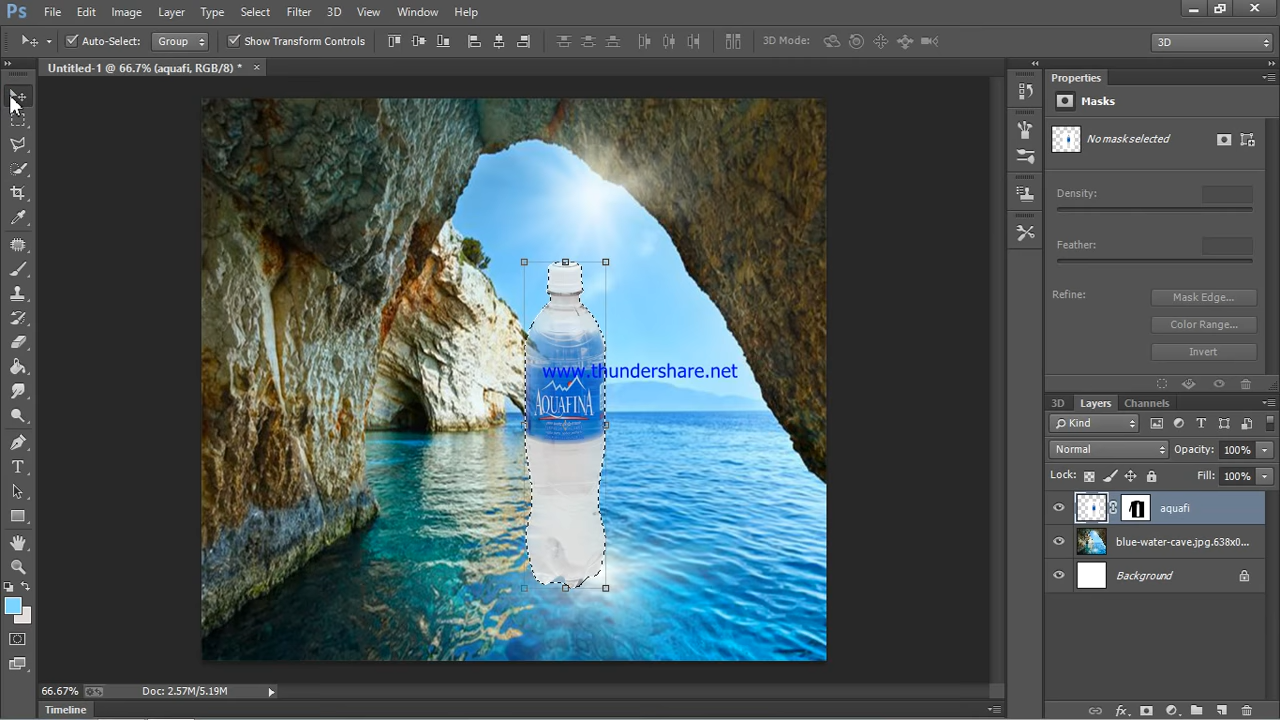 Ps File Edit Image Layer Type Select Filter 3D View Window Help
Auto-Select: Group Show Transform Controls 3D Mode: 3D
Untitled-1 @ 66.7% (aquafi, RGB/8) * ×
Properties
Masks
No mask selected
Density:
Feather:
Refine: Mask Edge...
Color Range...
Invert
www.thundershare.net
AQUAFINA
3D Layers Channels
Kind
Normal Opacity: 100%
Lock: Fill: 100%
aquafi
blue-water-cave.jpg.638x0...
Background
66.67% Doc: 2.57M/5.19M
Timeline